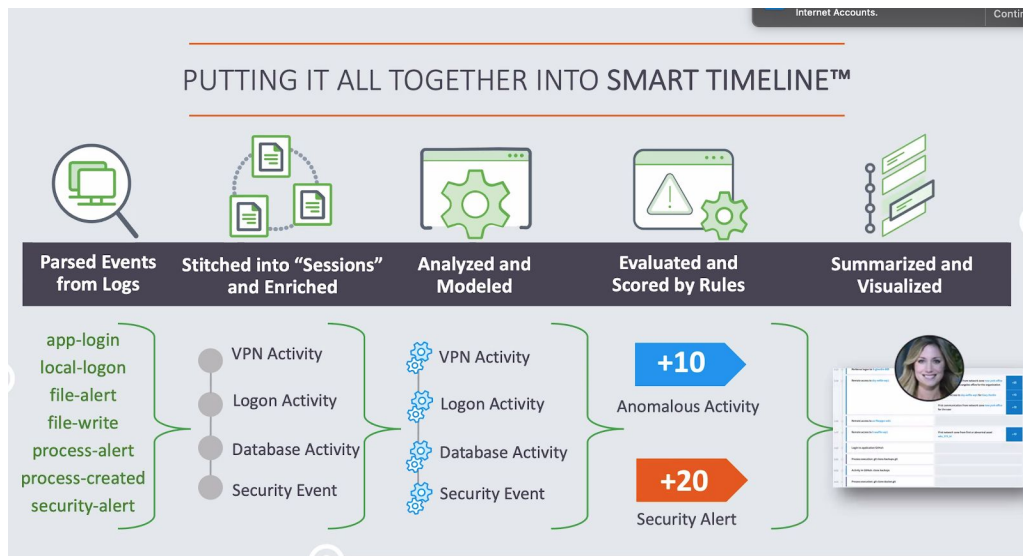 Internet Accounts.
Contin
PUTTING IT ALL TOGETHER INTO SMART TIMELINE™
Parsed Events
from Logs
Stitched into “Sessions”
and Enriched
Analyzed and
Modeled
Evaluated and
Scored by Rules
Summarized and
Visualized
app-login
local-logon
file-alert
file-write
process-alert
process-created
security-alert
VPN Activity
Logon Activity
Database Activity
Security Event
VPN Activity
Logon Activity
Database Activity
Security Event
+10
Anomalous Activity
+20
Security Alert